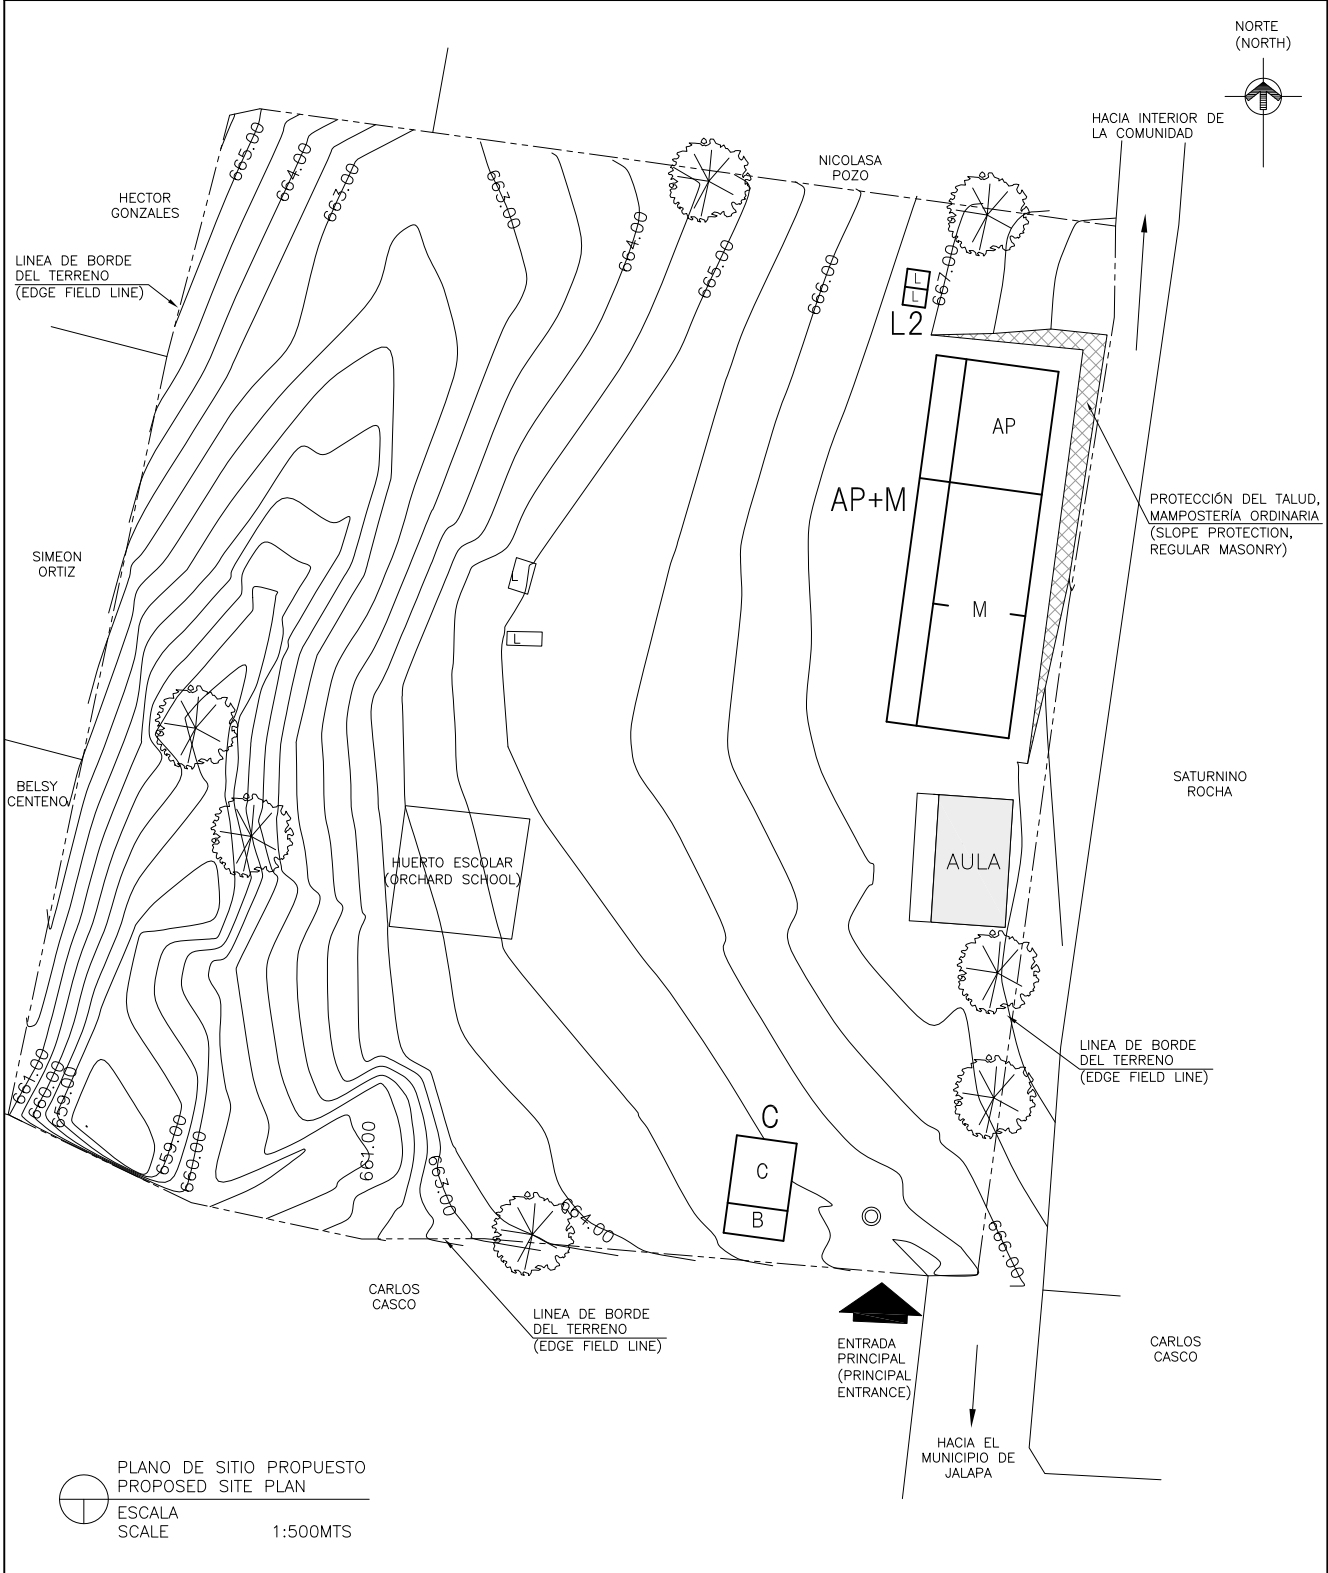 NORTE
(NORTH)
HACIA INTERIOR DE
LA COMUNIDAD
NICOLASA
POZO
HECTOR
GONZALES
LINEA DE BORDE
DEL TERRENO
(EDGE FIELD LINE)
665.00
664.00
663.00
663.00
664.00
665.00
666.00
667.00
L
L
L2
AP
AP+M
M
PROTECCIÓN DEL TALUD,
MAMPOSTERÍA ORDINARIA
(SLOPE PROTECTION,
REGULAR MASONRY)
SIMEON
ORTIZ
L
L
BELSY
CENTENO
SATURNINO
ROCHA
HUERTO ESCOLAR
(ORCHARD SCHOOL)
AULA
LINEA DE BORDE
DEL TERRENO
(EDGE FIELD LINE)
661.00
660.00
659.00
659.00
660.00
661.00
663.00
664.00
666.00
C
C
B
CARLOS
CASCO
LINEA DE BORDE
DEL TERRENO
(EDGE FIELD LINE)
ENTRADA
PRINCIPAL
(PRINCIPAL
ENTRANCE)
CARLOS
CASCO
HACIA EL
MUNICIPIO DE
JALAPA
PLANO DE SITIO PROPUESTO
PROPOSED SITE PLAN
ESCALA
SCALE 1:500MTS